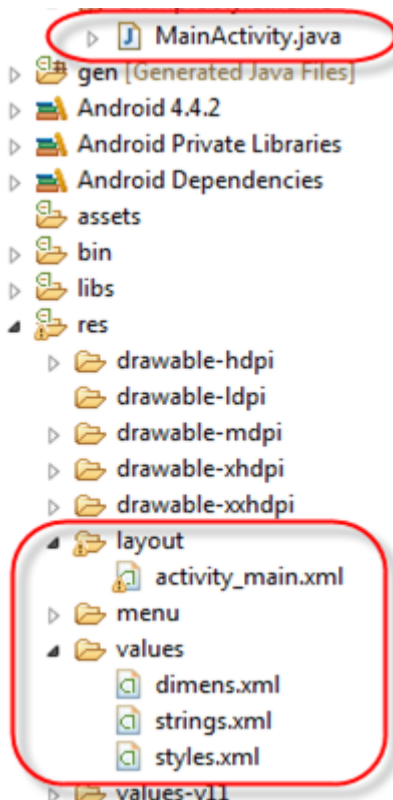 MainActivity.java
gen [Generated Java Files]
Android 4.4.2
Android Private Libraries
Android Dependencies
assets
bin
libs
res
drawable-hdpi
drawable-ldpi
drawable-mdpi
drawable-xhdpi
drawable-xxhdpi
layout
activity_main.xml
menu
values
dimens.xml
strings.xml
styles.xml
values-v11